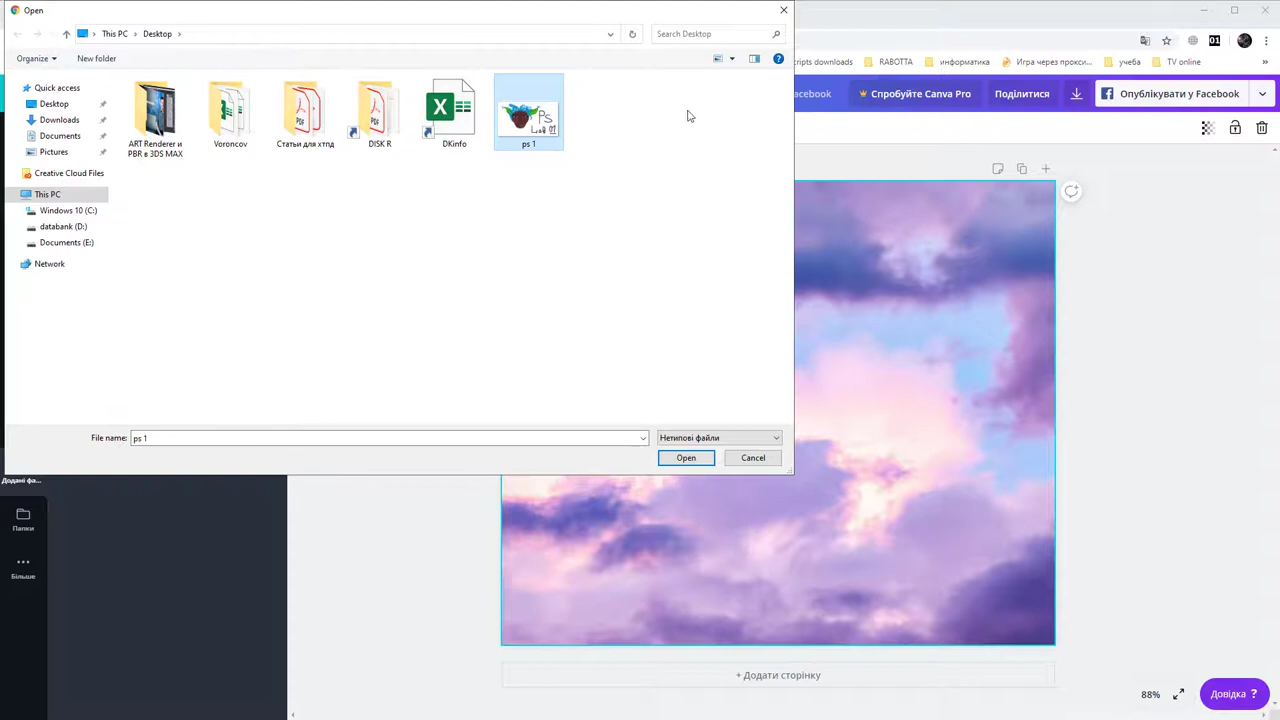 Open
This PC
Desktop
Search Desktop
Organize
New folder
01
cripts downloads
RABOTTA
информатика
Игра через прокси...
учеба
TV online
acebook
Спробуйте Canva Pro
Поділитися
Опублікувати у Facebook
Quick access
Desktop
Downloads
Documents
Pictures
Creative Cloud Files
This PC
Windows 10 (C:)
databank (D:)
Documents (E:)
Network
ART Renderer и
PBR в 3DS MAX
Voroncov
Статьи для хтпд
DISK R
DKinfo
ps 1
File name:
ps 1
Нетипові файли
Open
Cancel
Додані фа...
Папки
Більше
+ Додати сторінку
88%
Довідка ?